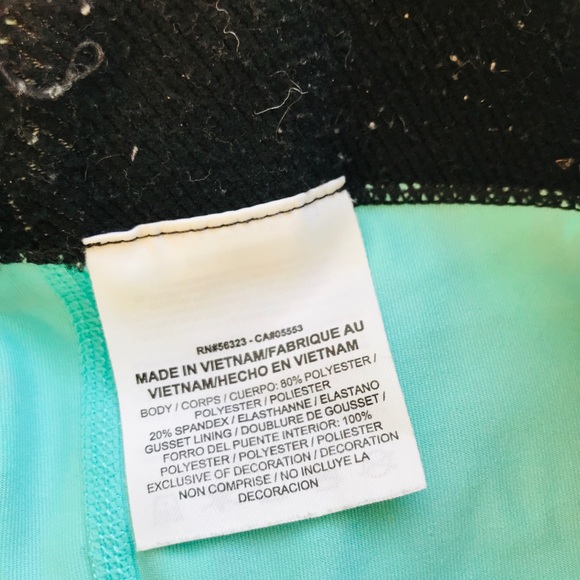 RN#56323 - CA#05553
MADE IN VIETNAM/FABRIQUE AU
VIETNAM/HECHO EN VIETNAM
BODY / CORPS / CUERPO: 80% POLYESTER /
POLYESTER / POLIESTER
20% SPANDEX / ELASTHANNE / ELASTANO
GUSSET LINING / DOUBLURE DE GOUSSET /
FORRO DEL PUENTE INTERIOR: 100%
POLYESTER / POLYESTER / POLIESTER
EXCLUSIVE OF DECORATION / DECORATION
NON COMPRISE / NO INCLUYE LA
DECORACION